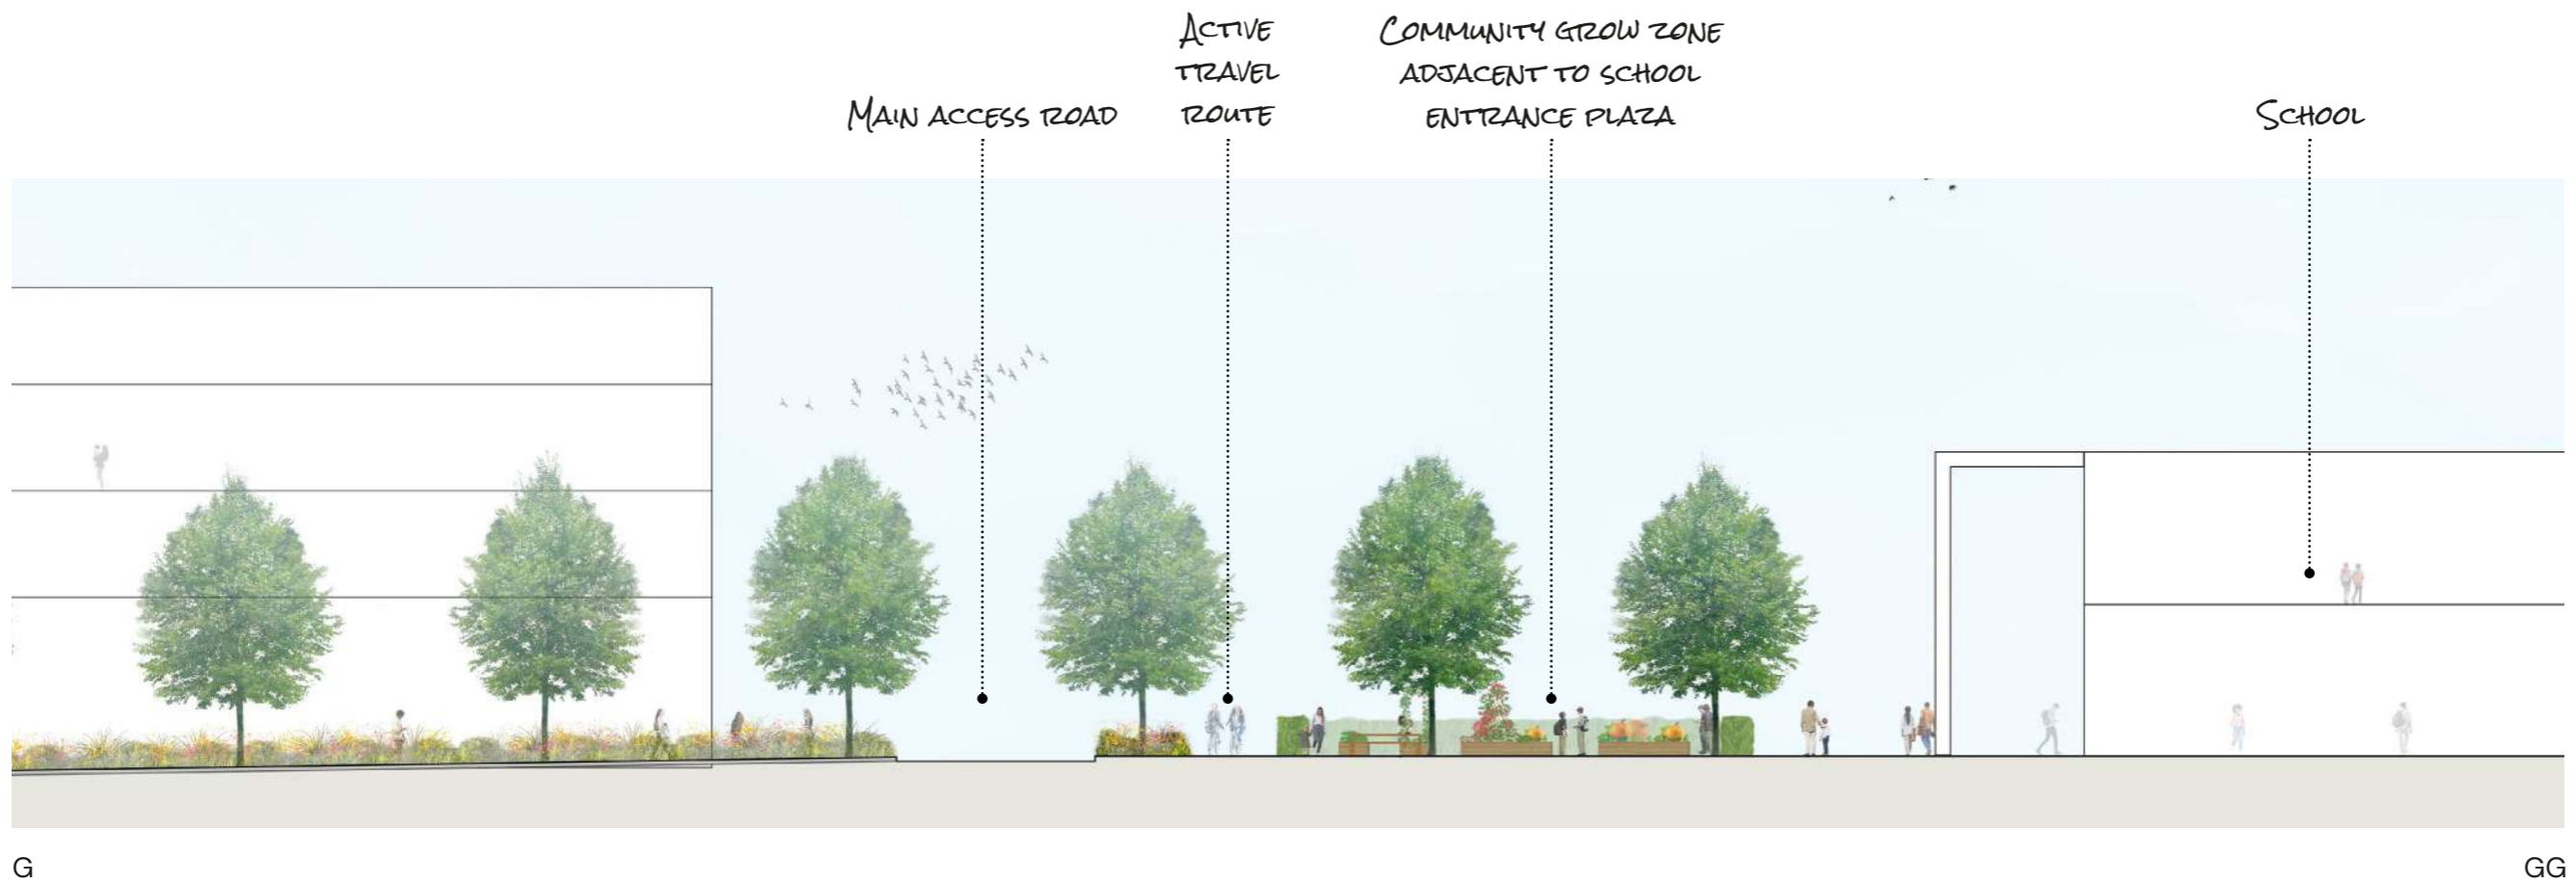 Active
travel
route
Community grow zone
adjacent to school
entrance plaza
Main access road
School
G
GG